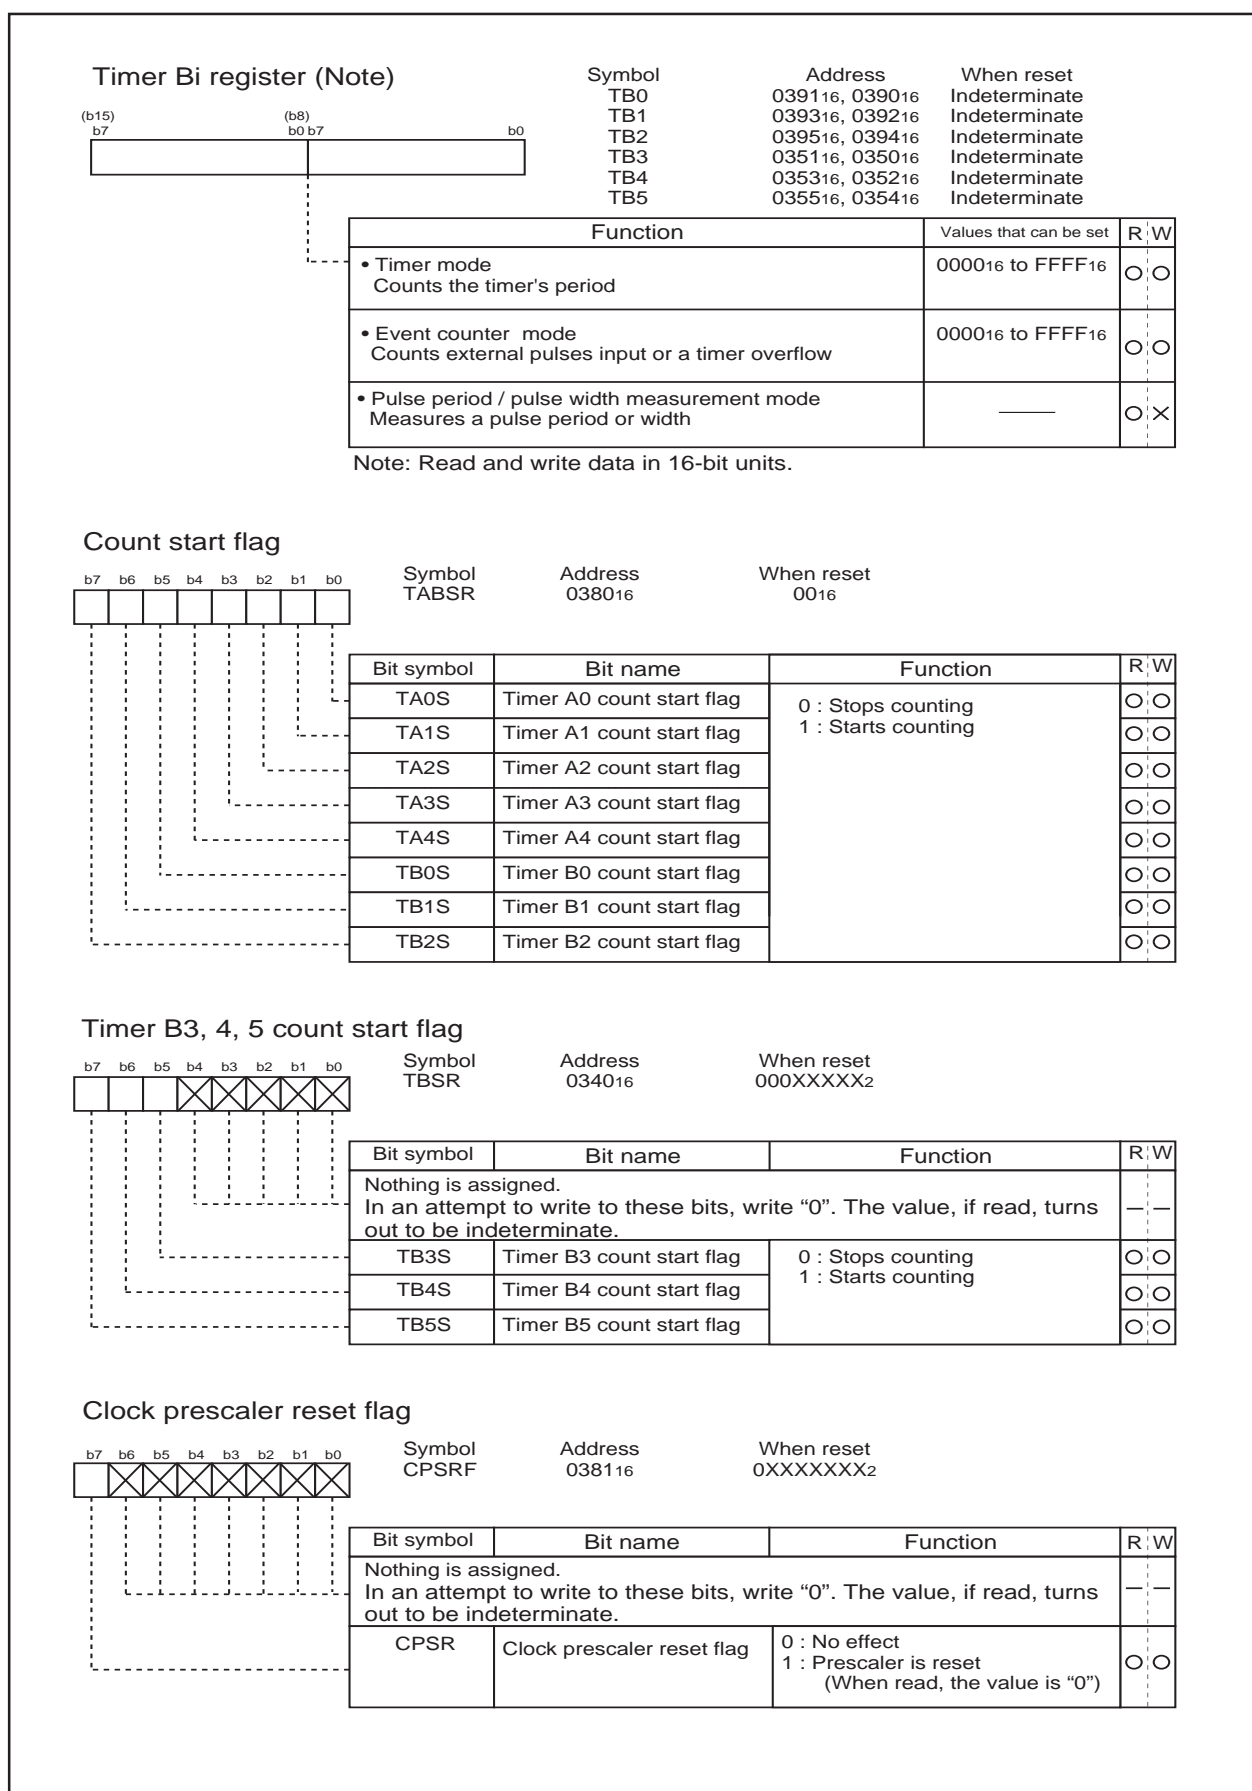 Timer Bi register (Note)
Symbol Address When reset
TB0 039116, 039016 Indeterminate
TB1 039316, 039216 Indeterminate
TB2 039516, 039416 Indeterminate
TB3 035116, 035016 Indeterminate
TB4 035316, 035216 Indeterminate
TB5 035516, 035416 Indeterminate
(b15) (b8)
b7 b0 b7 b0
Function Values that can be set R W
• Timer mode 000016 to FFFF16
Counts the timer's period
• Event counter mode 000016 to FFFF16
Counts external pulses input or a timer overflow
• Pulse period / pulse width measurement mode
Measures a pulse period or width
Note: Read and write data in 16-bit units.
Count start flag
b7 b6 b5 b4 b3 b2 b1 b0
Symbol Address When reset
TABSR 038016 0016
Bit symbol Bit name Function R W
TA0S Timer A0 count start flag 0 : Stops counting
TA1S Timer A1 count start flag 1 : Starts counting
TA2S Timer A2 count start flag
TA3S Timer A3 count start flag
TA4S Timer A4 count start flag
TB0S Timer B0 count start flag
TB1S Timer B1 count start flag
TB2S Timer B2 count start flag
Timer B3, 4, 5 count start flag
b7 b6 b5 b4 b3 b2 b1 b0
Symbol Address When reset
TBSR 034016 000XXXXX2
Bit symbol Bit name Function R W
Nothing is assigned.
In an attempt to write to these bits, write “0”. The value, if read, turns
out to be indeterminate.
TB3S Timer B3 count start flag 0 : Stops counting
TB4S Timer B4 count start flag 1 : Starts counting
TB5S Timer B5 count start flag
Clock prescaler reset flag
b7 b6 b5 b4 b3 b2 b1 b0
Symbol Address When reset
CPSRF 038116 0XXXXXXX2
Bit symbol Bit name Function R W
Nothing is assigned.
In an attempt to write to these bits, write “0”. The value, if read, turns
out to be indeterminate.
CPSR Clock prescaler reset flag 0 : No effect
1 : Prescaler is reset
(When read, the value is “0”)